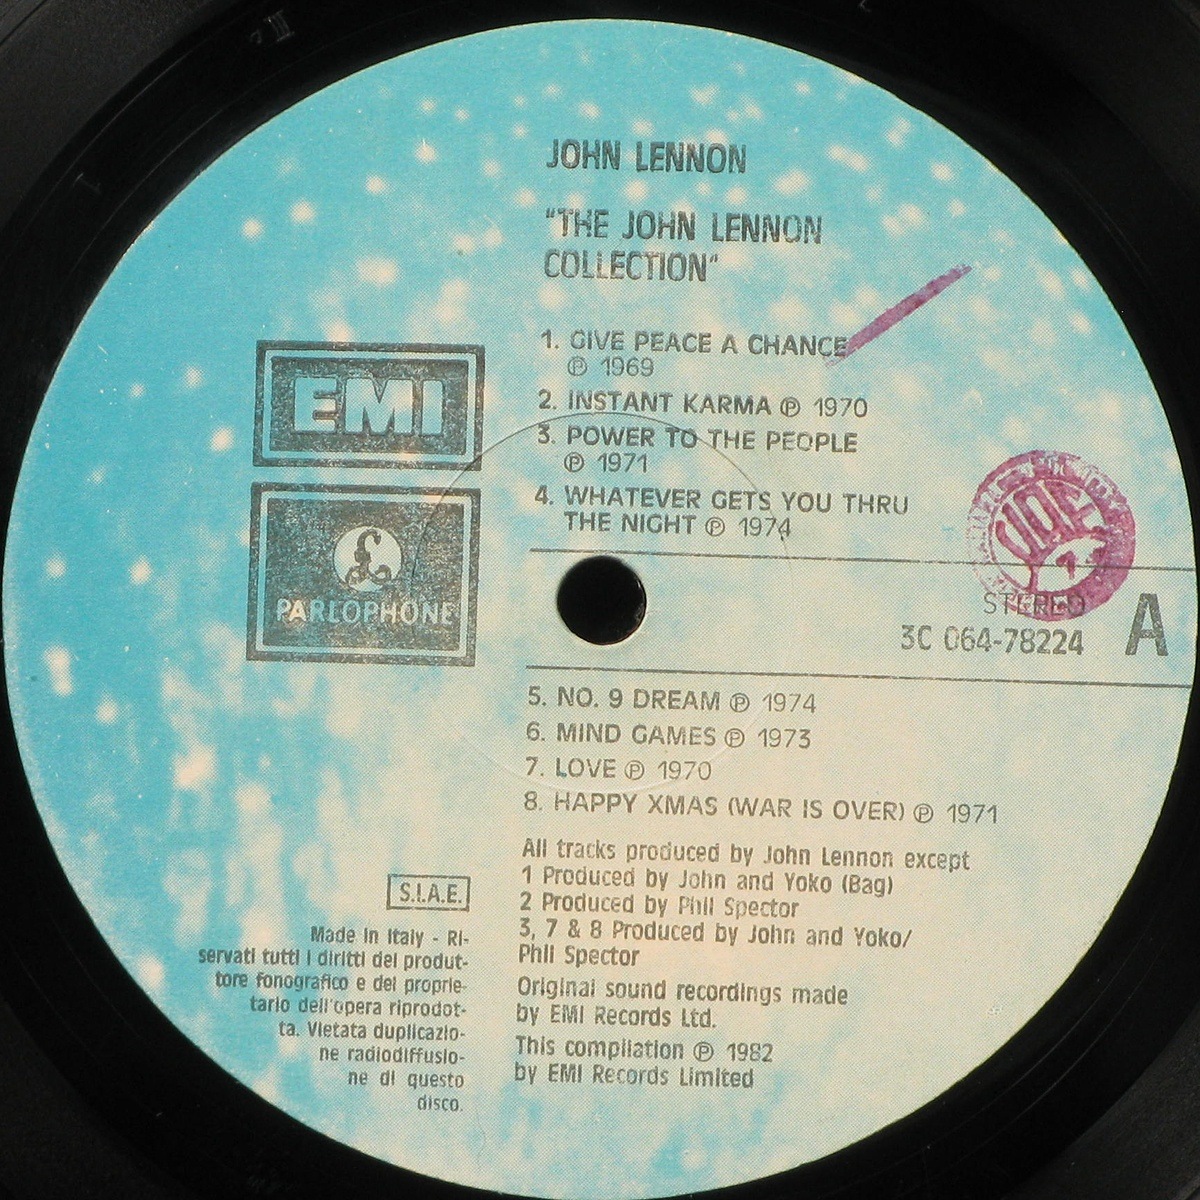 JOHN LENNON
"THE JOHN LENNON
COLLECTION"
1. GIVE PEACE A CHANCE
℗ 1969
2. INSTANT KARMA ℗ 1970
3. POWER TO THE PEOPLE
℗ 1971
4. WHATEVER GETS YOU THRU
THE NIGHT ℗ 1974
EMI
£
PARLOPHONE
STEREO
3C 064-78224
A
5. NO. 9 DREAM ℗ 1974
6. MIND GAMES ℗ 1973
7. LOVE ℗ 1970
8. HAPPY XMAS (WAR IS OVER) ℗ 1971
All tracks produced by John Lennon except
1 Produced by John and Yoko (Bag)
2 Produced by Phil Spector
3, 7 & 8 Produced by John and Yoko/
Phil Spector
Original sound recordings made
by EMI Records Ltd.
This compilation ℗ 1982
by EMI Records Limited
S.I.A.E.
Made in Italy - Ri-
servati tutti i diritti del produt-
tore fonografico e del proprie-
tario dell'opera riprodot-
ta. Vietata duplicazio-
ne radiodiffusio-
ne di questo
disco.